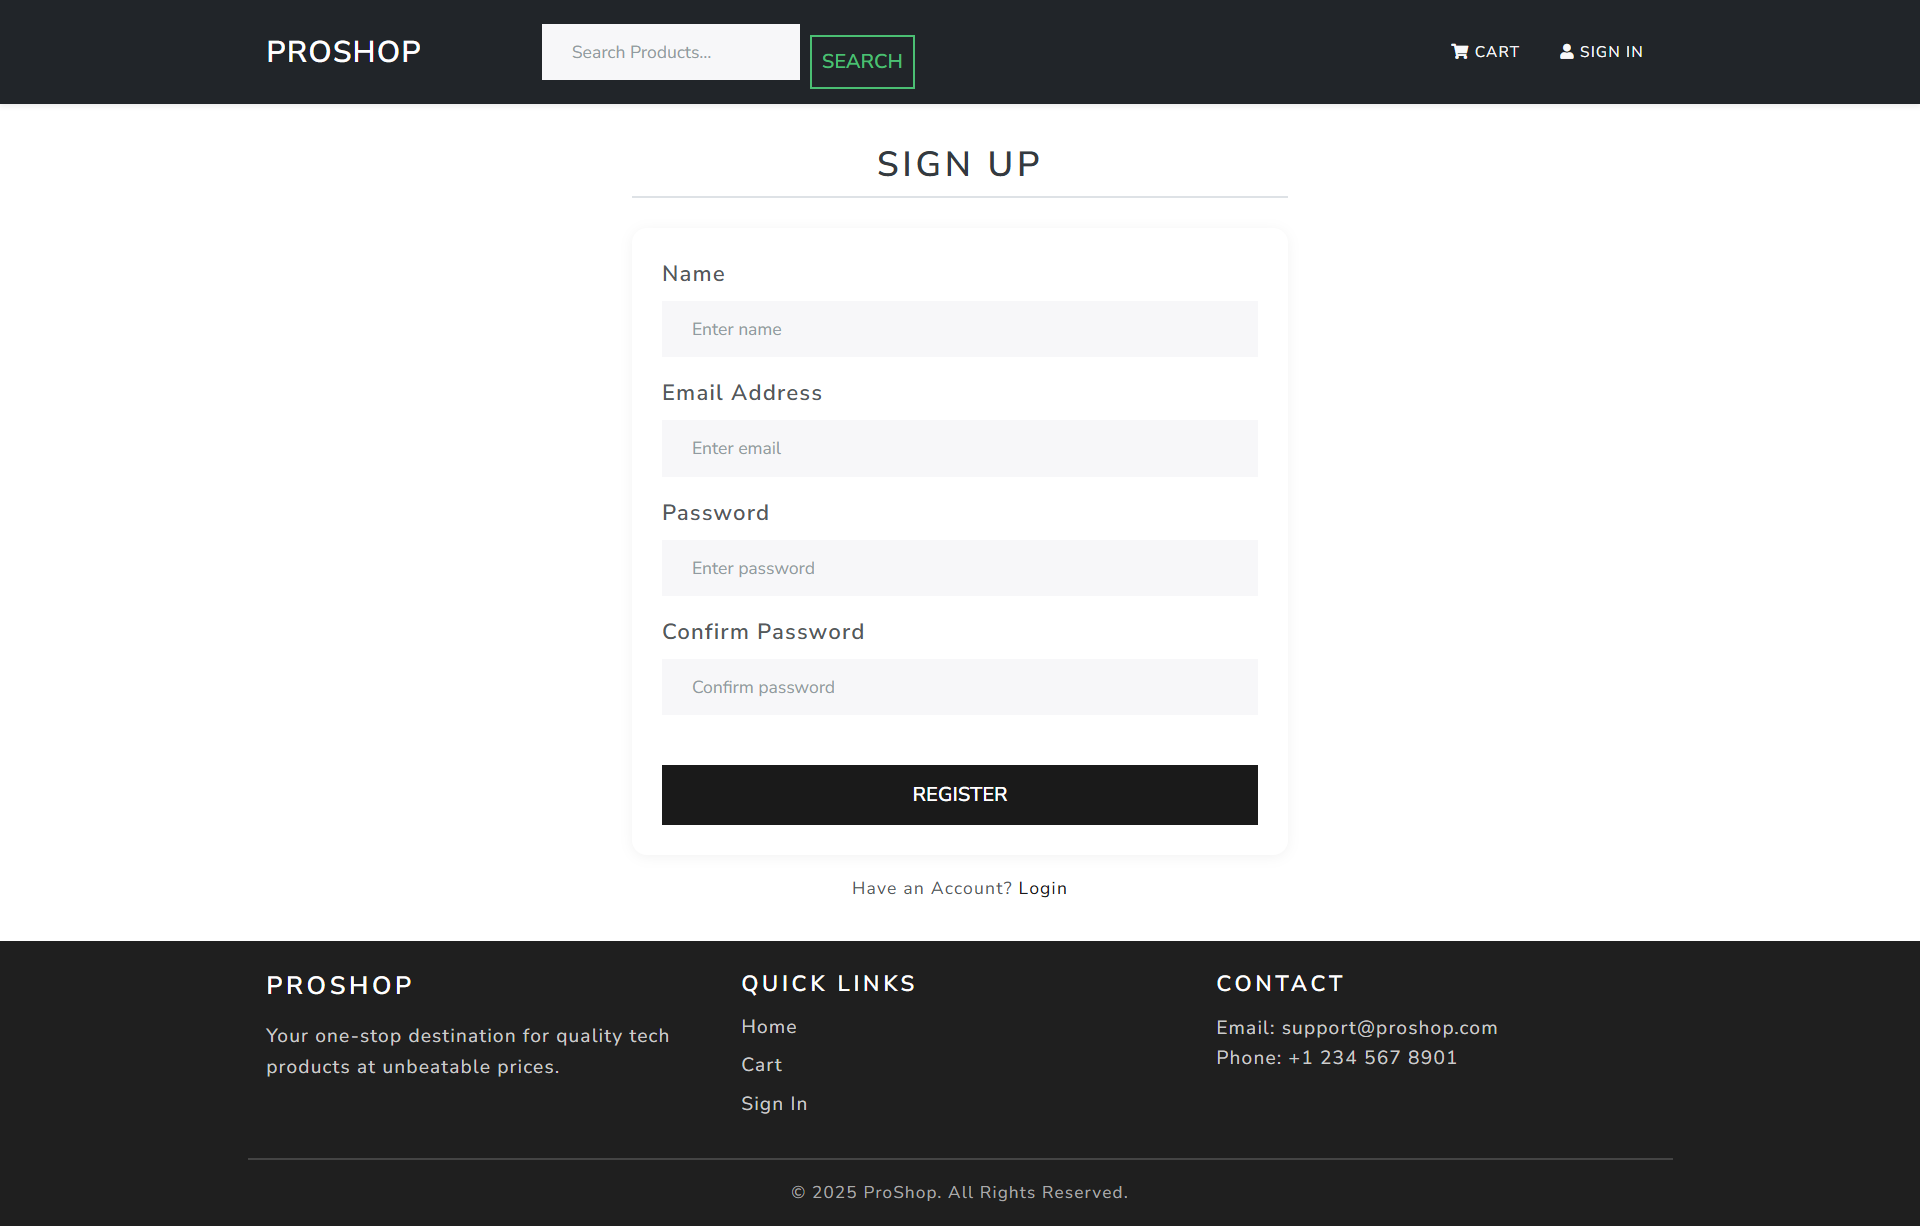 PROSHOP
Search Products...
SEARCH
CART
SIGN IN
SIGN UP
Name
Enter name
Email Address
Enter email
Password
Enter password
Confirm Password
Confirm password
REGISTER
Have an Account? Login
PROSHOP
Your one-stop destination for quality tech
products at unbeatable prices.
QUICK LINKS
Home
Cart
Sign In
CONTACT
Email: support@proshop.com
Phone: +1 234 567 8901
© 2025 ProShop. All Rights Reserved.